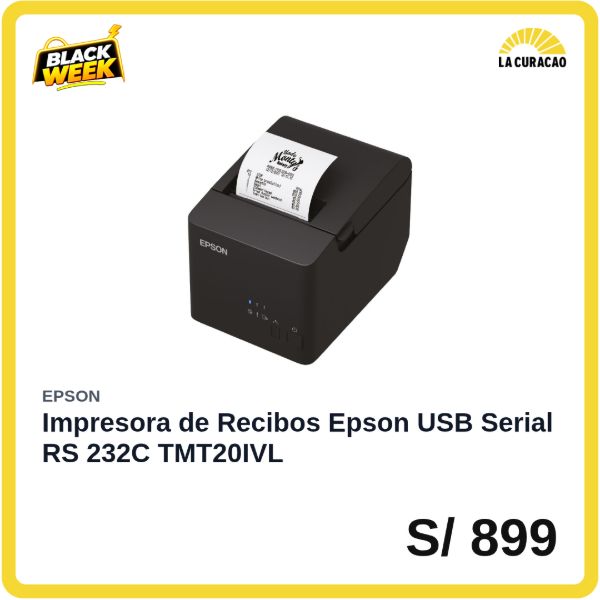 BLACK
WEEK
LA CURACAO
EPSON
EPSON
Impresora de Recibos Epson USB Serial
RS 232C TMT20IVL
S/ 899